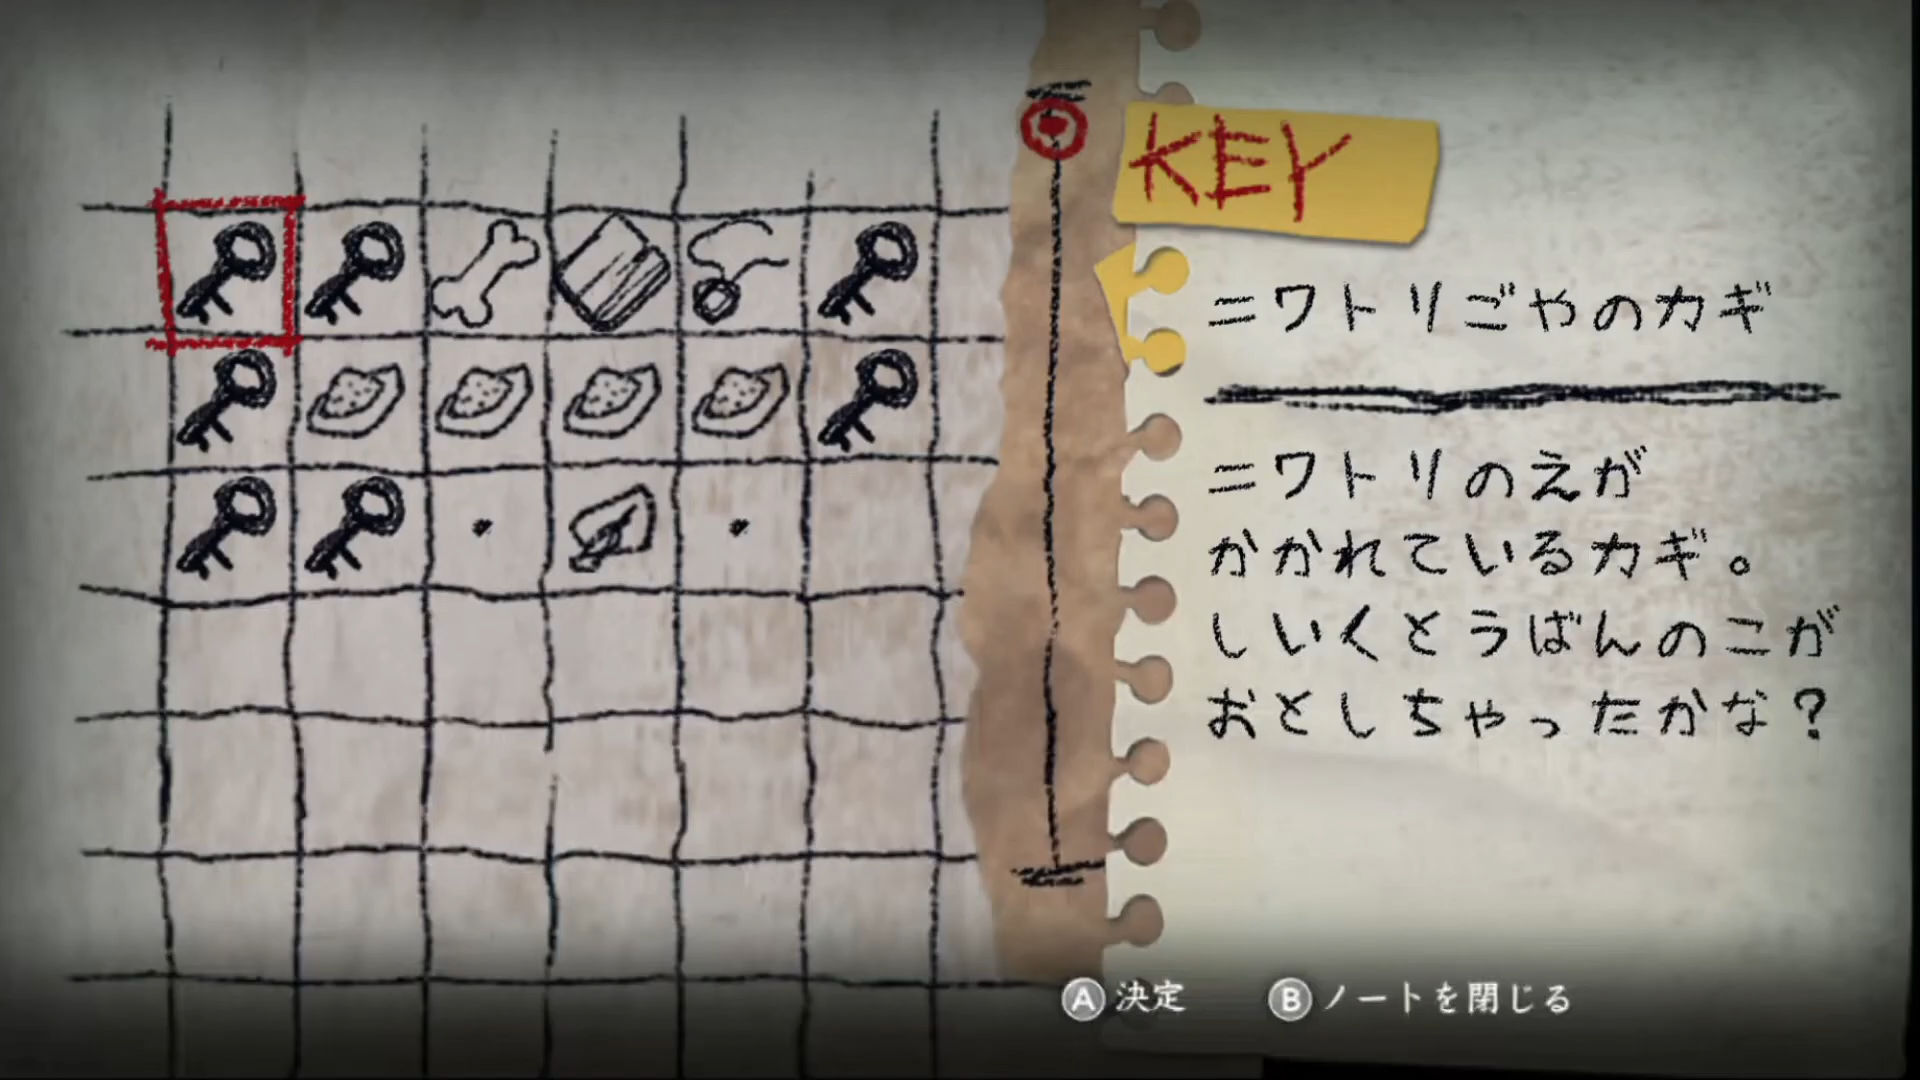 KEY
ニワトリごやのカギ
ニワトリのえが
かかれているカギ。
しいくとうばんのこが
おとしちゃったかな？
A 決定 B ノートを閉じる